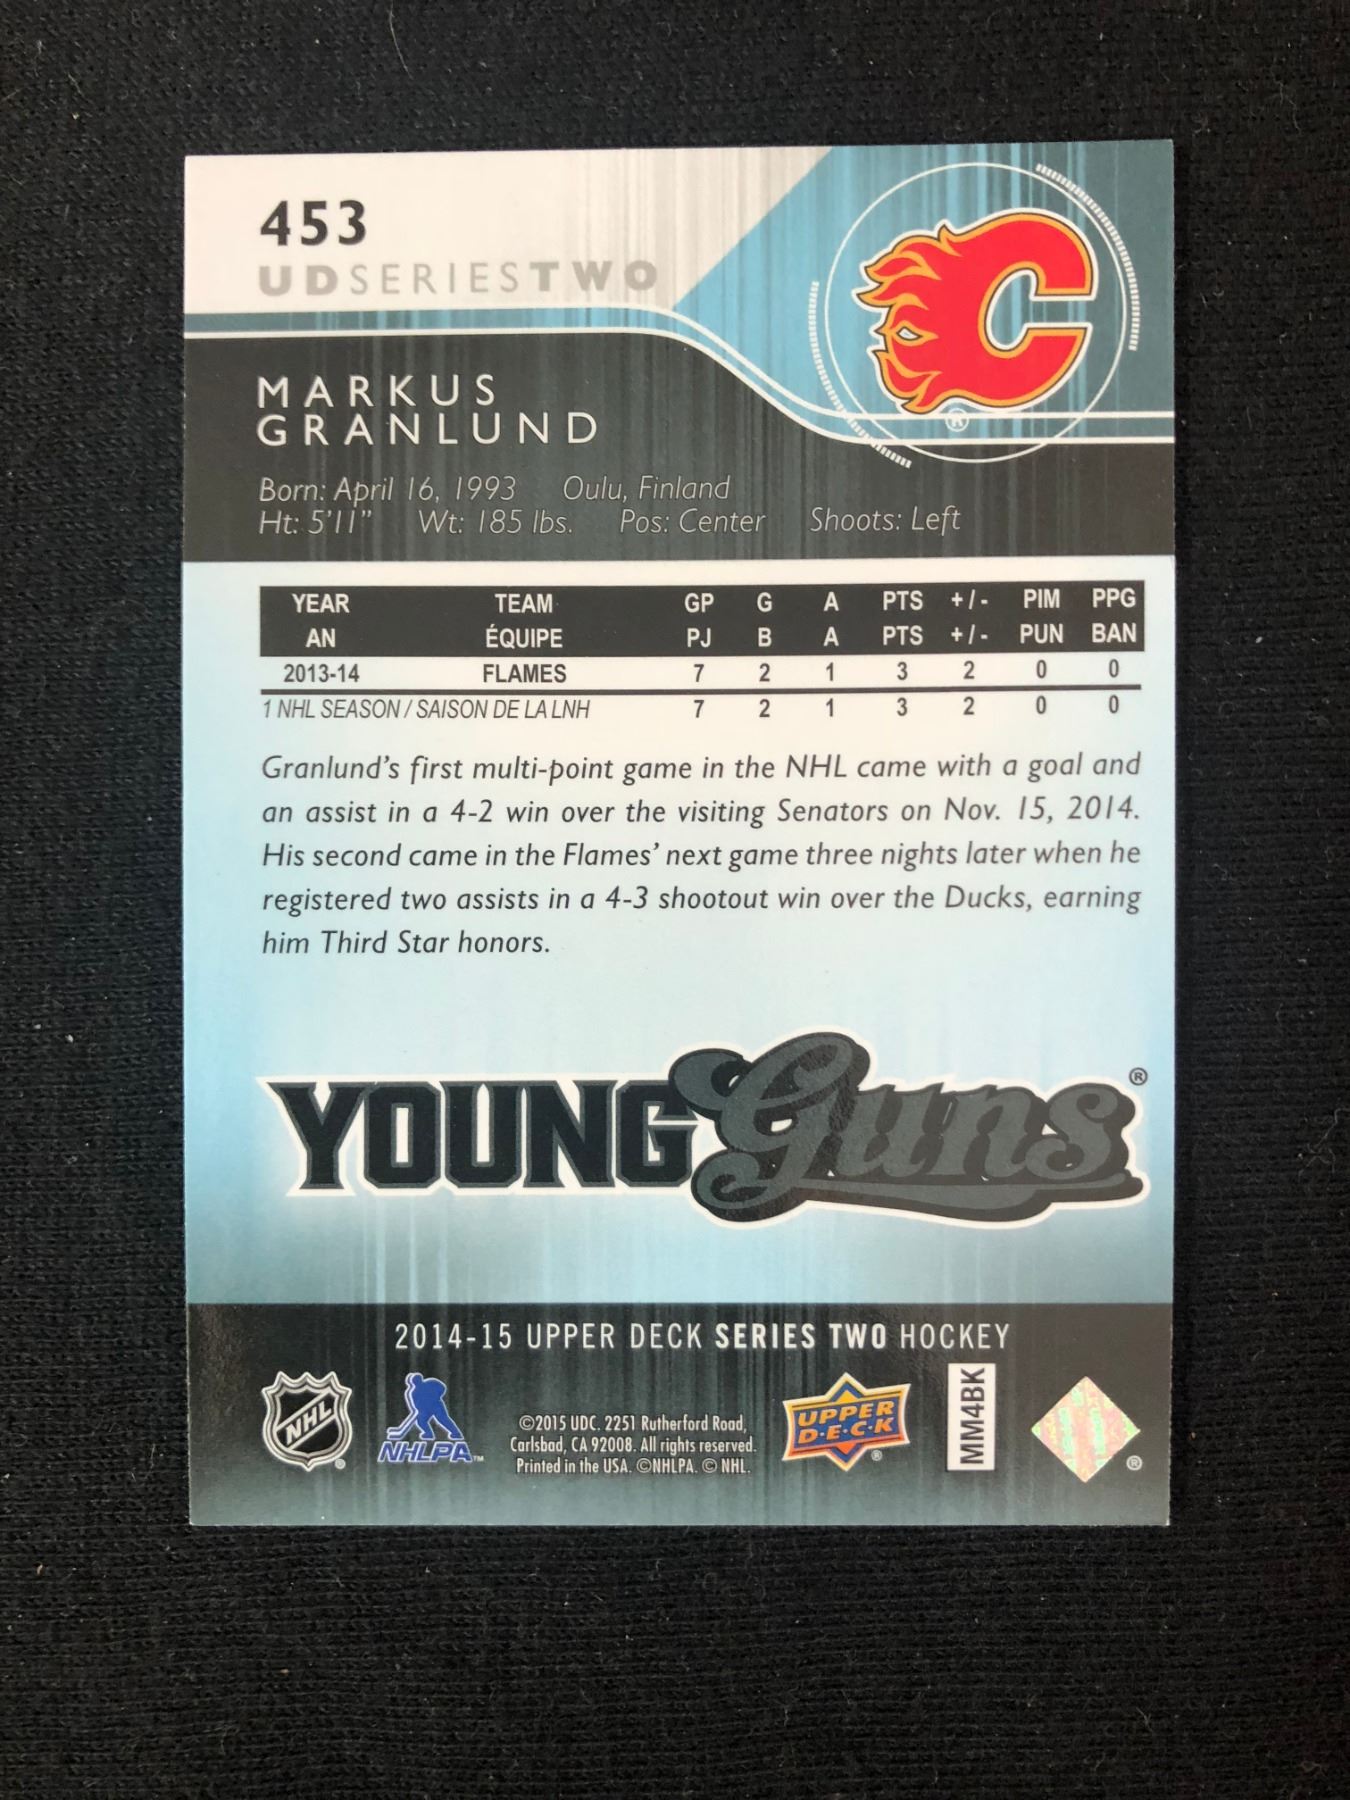 453
UDSERIESTWO
C
®
MARKUS
GRANLUND
Born: April 16, 1993 Oulu, Finland
Ht: 5'11" Wt: 185 lbs. Pos: Center Shoots: Left
YEAR TEAM GP G A PTS +/- PIM PPG
AN ÉQUIPE PJ B A PTS +/- PUN BAN
2013-14 FLAMES 7 2 1 3 2 0 0
1 NHL SEASON / SAISON DE LA LNH 7 2 1 3 2 0 0
Granlund's first multi-point game in the NHL came with a goal and
an assist in a 4-2 win over the visiting Senators on Nov. 15, 2014.
His second came in the Flames' next game three nights later when he
registered two assists in a 4-3 shootout win over the Ducks, earning
him Third Star honors.
YOUNG Guns®
2014-15 UPPER DECK SERIES TWO HOCKEY
NHL®
NHLPA™
©2015 UDC. 2251 Rutherford Road,
Carlsbad, CA 92008. All rights reserved.
Printed in the USA. ©NHLPA. © NHL.
UPPER
D·E·C·K®
MM4BK
®